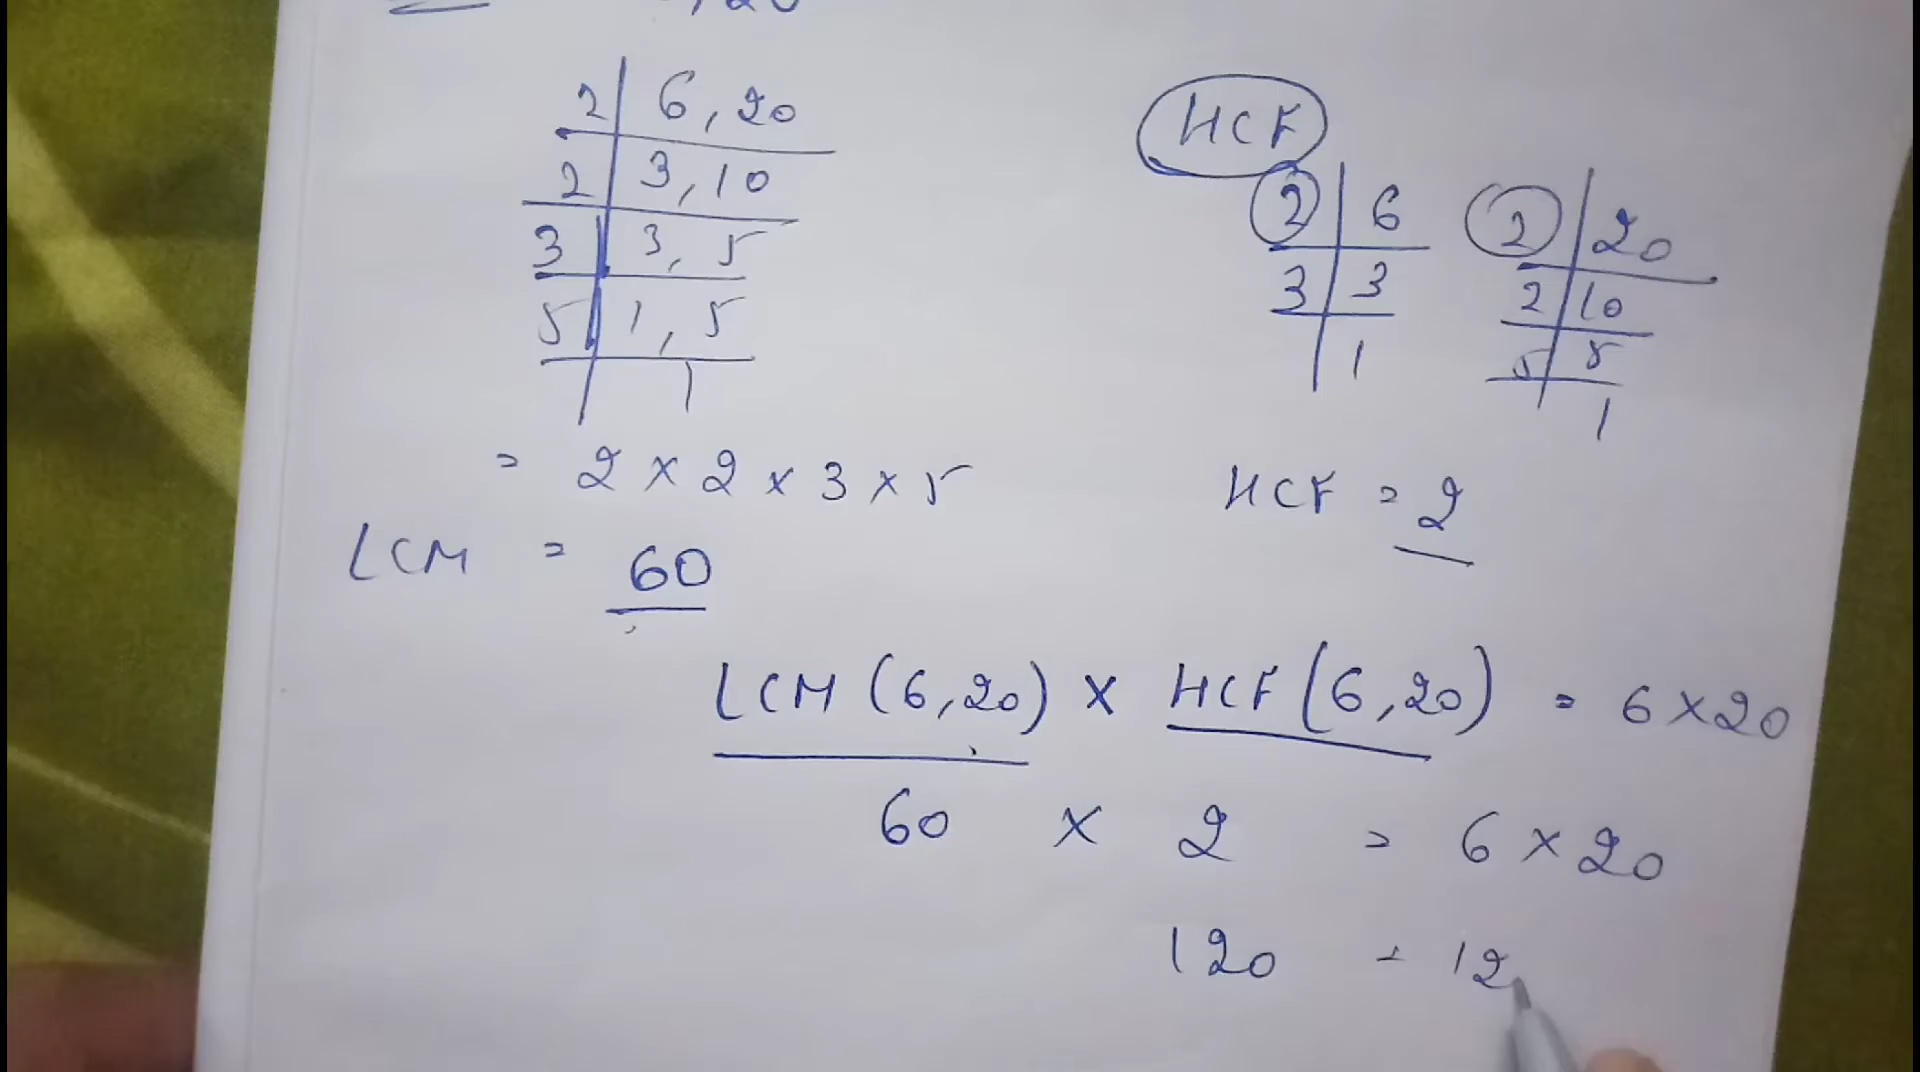 2 | 6, 20
2 | 3, 10
3 | 3, 5
5 | 1, 5
1
= 2 × 2 × 3 × 5
LCM = 60
HCF
2 | 6
3 | 3
1
2 | 20
2 | 10
5 | 5
1
HCF = 2
LCM (6, 20) × HCF (6, 20) = 6 × 20
60 × 2 = 6 × 20
120 = 12